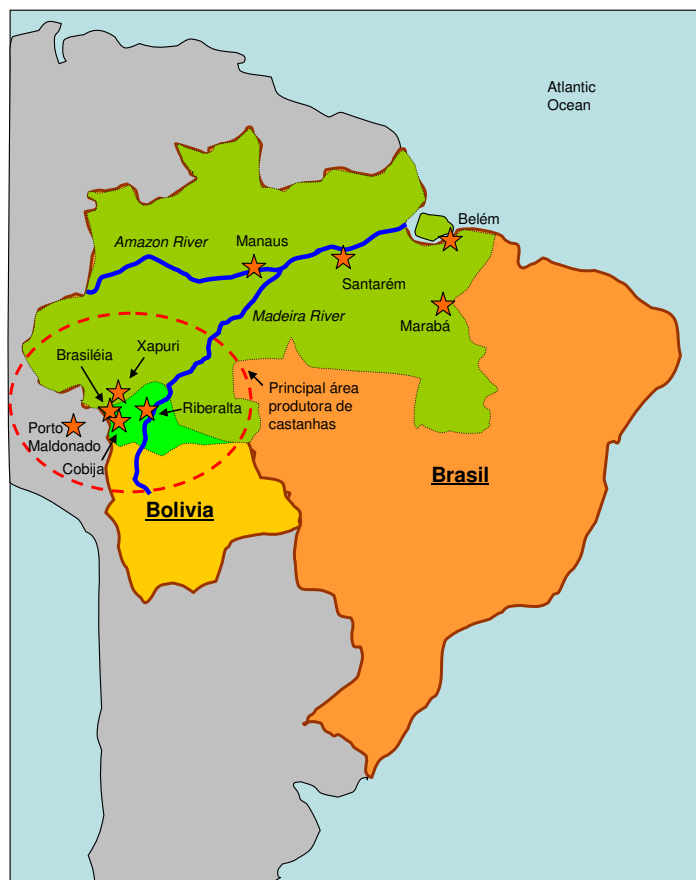 Atlantic
Ocean
Belém
Amazon River
Manaus
Santarém
Madeira River
Marabá
Xapuri
Brasiléia
Principal área
produtora de
castanhas
Riberalta
Porto
Maldonado
Cobija
Brasil
Bolivia